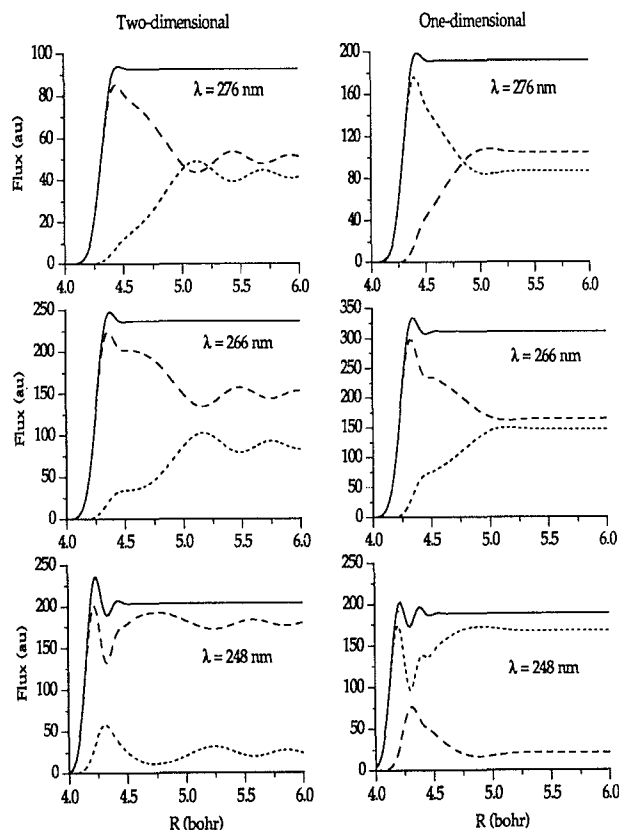 Two-dimensional
One-dimensional
Flux (au)
100
80
60
40
20
0
λ = 276 nm
4.0 4.5 5.0 5.5 6.0
200
160
120
80
40
0
λ = 276 nm
4.0 4.5 5.0 5.5 6.0
Flux (au)
250
200
150
100
50
0
λ = 266 nm
4.0 4.5 5.0 5.5 6.0
350
300
250
200
150
100
50
0
λ = 266 nm
4.0 4.5 5.0 5.5 6.0
Flux (au)
250
200
150
100
50
0
λ = 248 nm
4.0 4.5 5.0 5.5 6.0
R (bohr)
250
200
150
100
50
0
λ = 248 nm
4.0 4.5 5.0 5.5 6.0
R (bohr)